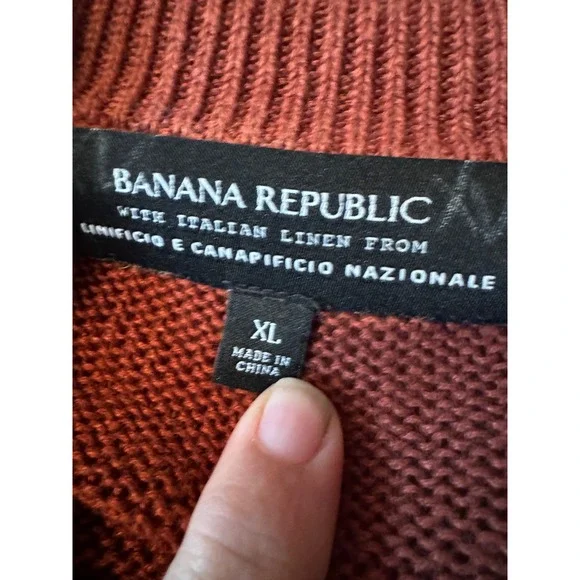 BANANA REPUBLIC
WITH ITALIAN LINEN FROM
LINIFICIO E CANAPIFICIO NAZIONALE
XL
MADE IN
CHINA